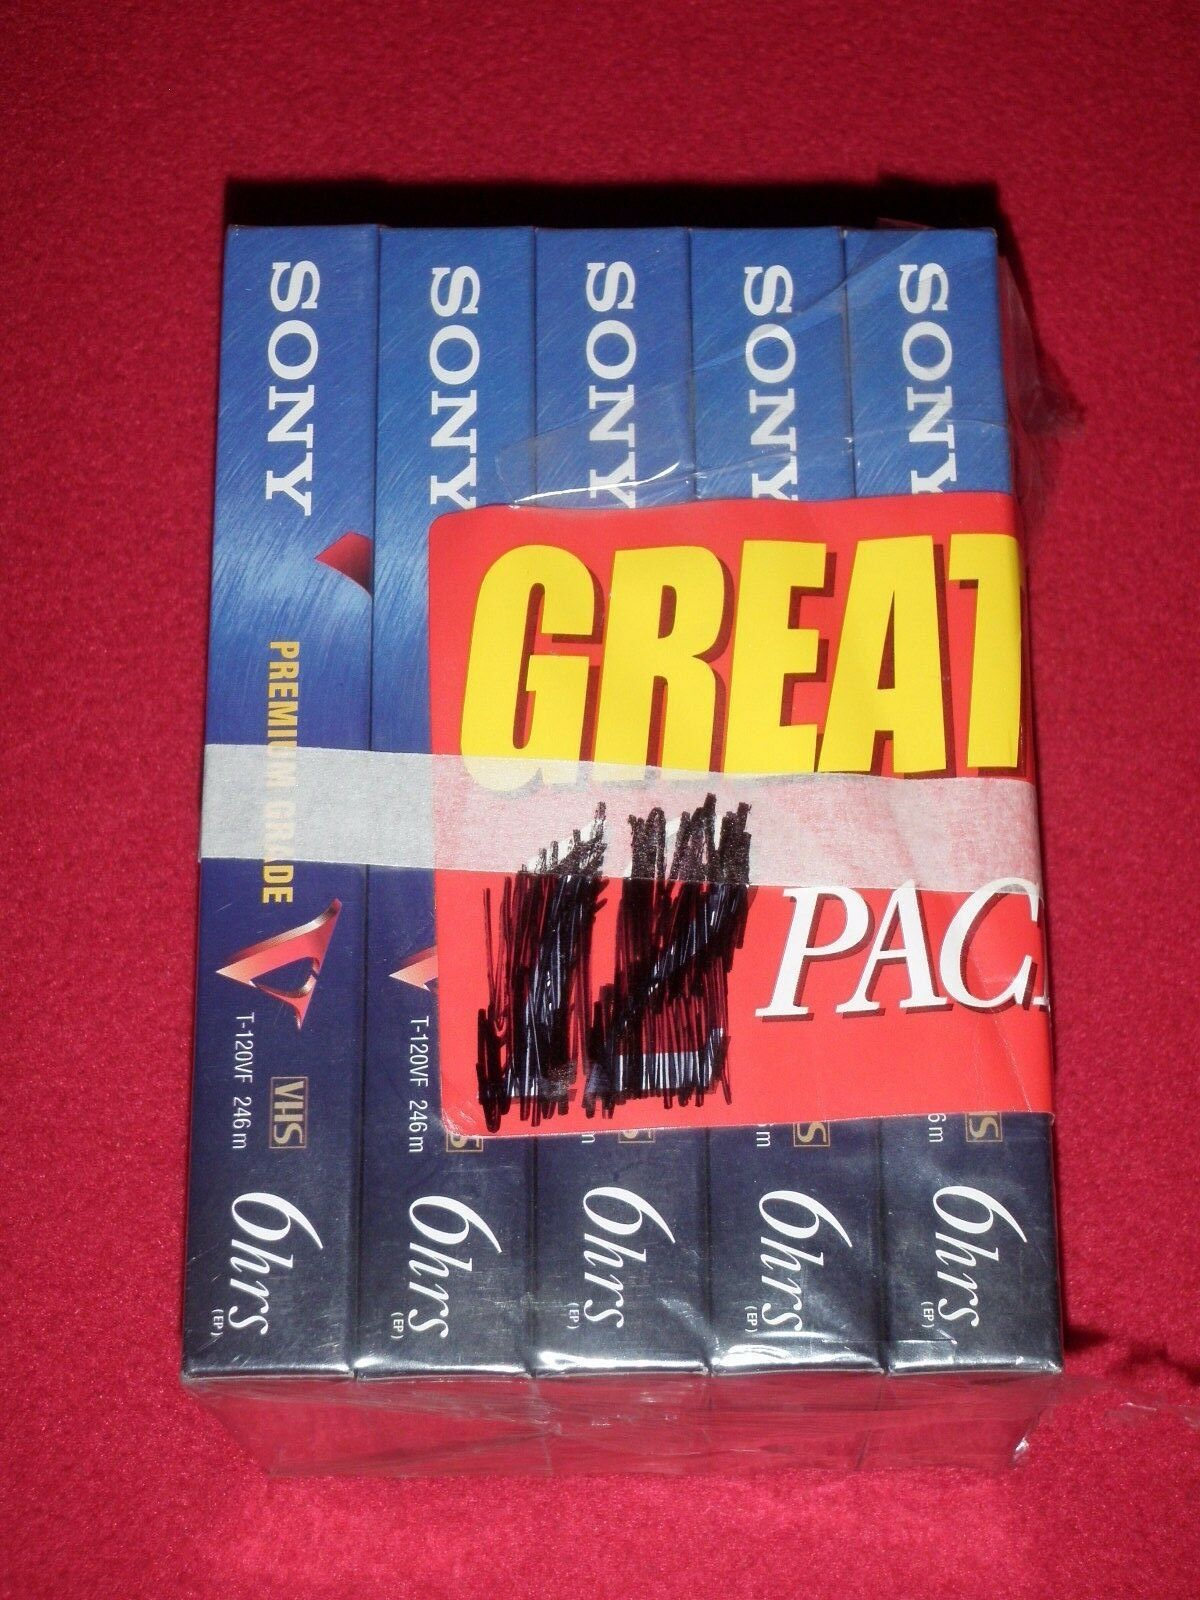 SONY
PREMIUM GRADE
V
T-120VF 246m
VHS
6hrs
(EP)
SONY
T-120VF 246m
6hrs
(EP)
SONY
6hrs
(EP)
SONY
6hrs
(EP)
SONY
6hrs
(EP)
GREAT
12
PAC